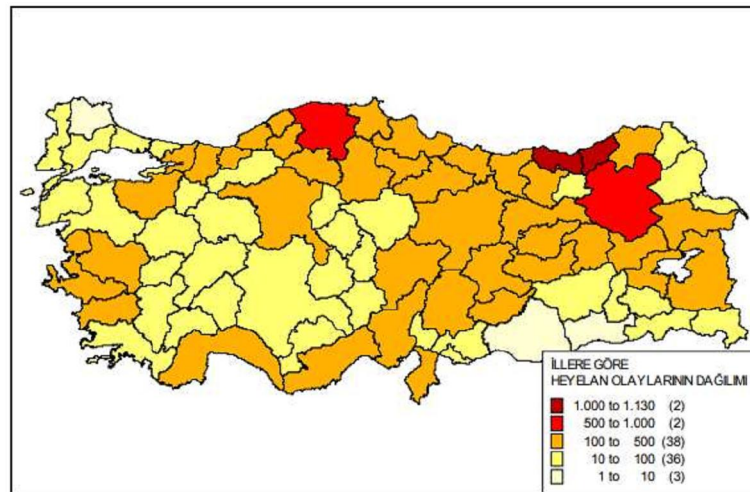 İLLERE GÖRE
HEYELAN OLAYLARININ DAĞILIMI
1.000 to 1.130 (2)
500 to 1.000 (2)
100 to 500 (38)
10 to 100 (36)
1 to 10 (3)